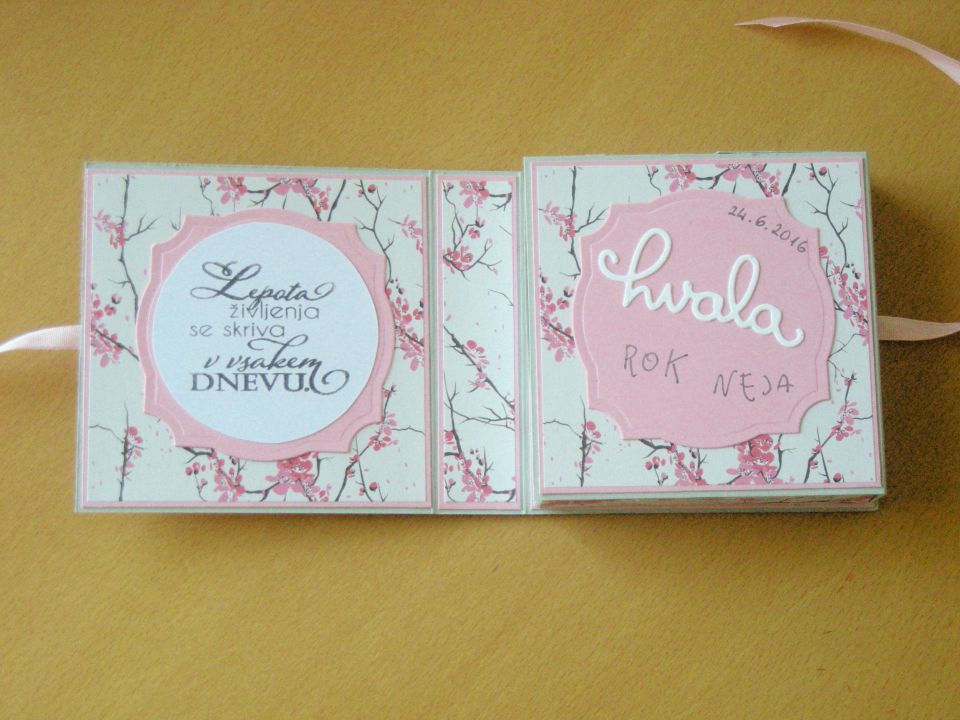 Lepota
življenja
se skriva
v vsakem
DNEVU.
24.6.2016
hvala
ROK NEJA